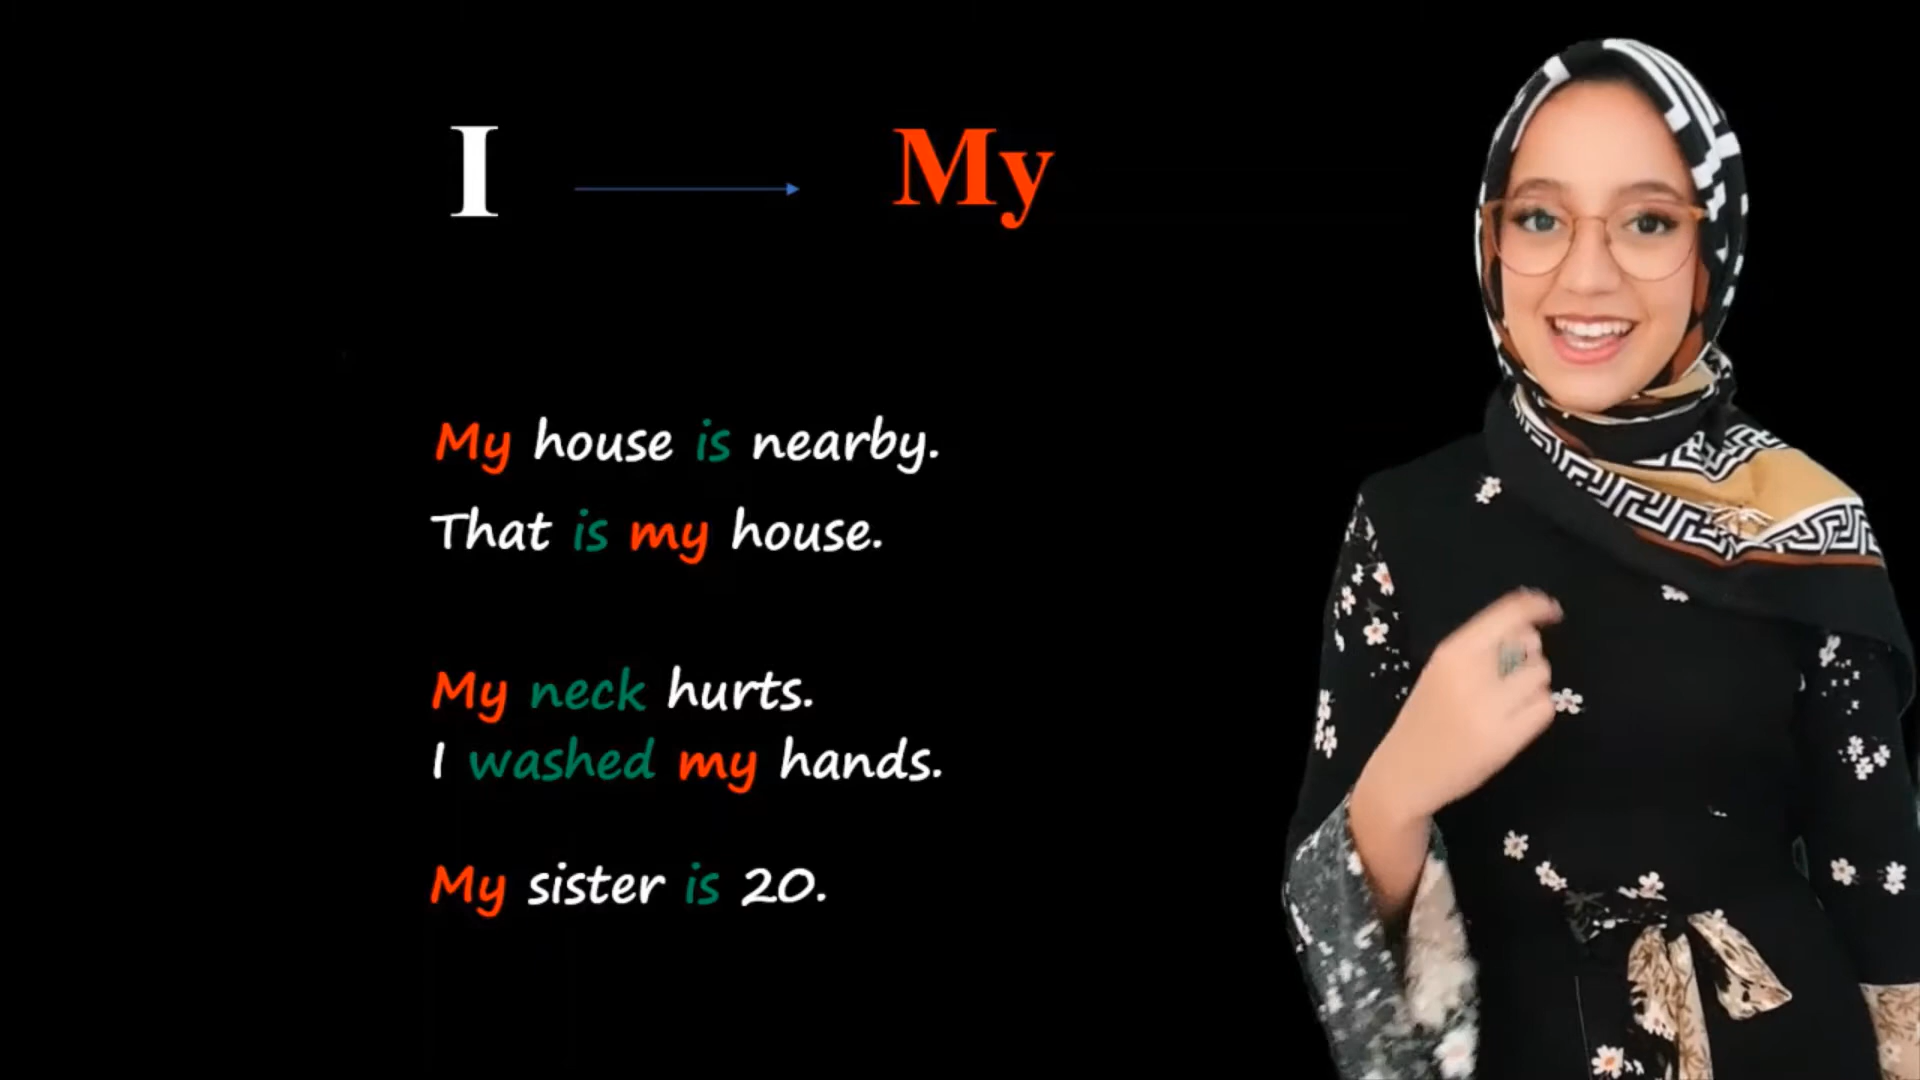 I My
My house is nearby.
That is my house.
My neck hurts.
I washed my hands.
My sister is 20.